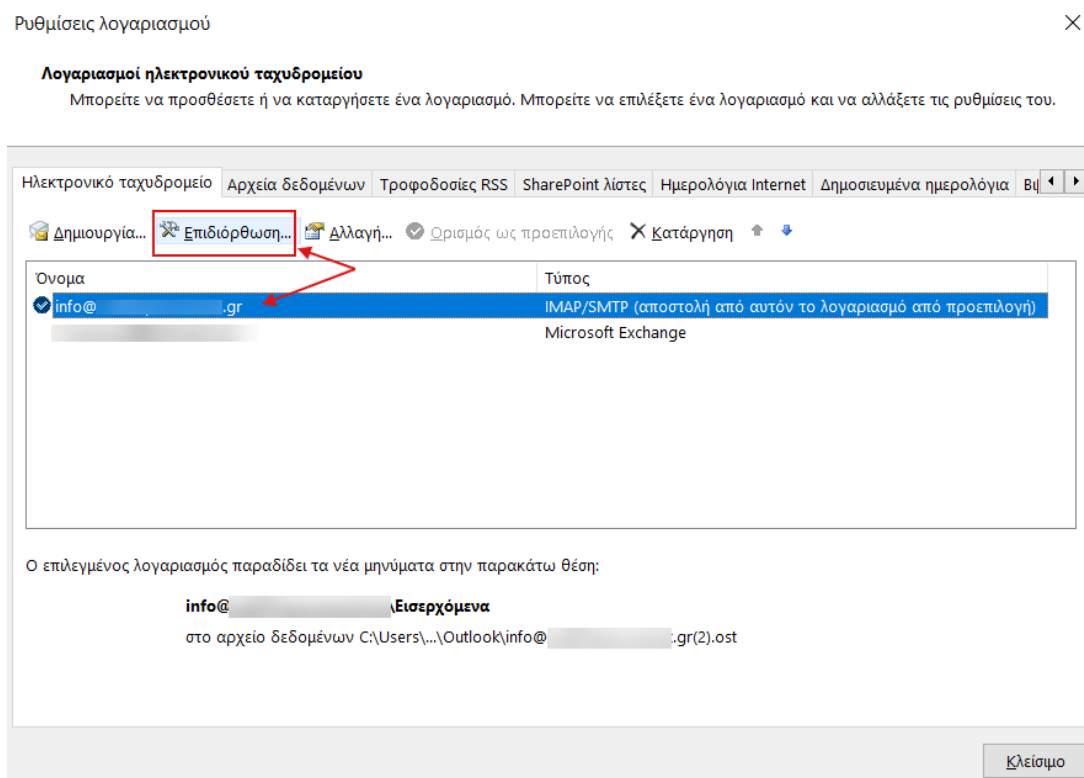 Ρυθμίσεις λογαριασμού
Λογαριασμοί ηλεκτρονικού ταχυδρομείου
Μπορείτε να προσθέσετε ή να καταργήσετε ένα λογαριασμό. Μπορείτε να επιλέξετε ένα λογαριασμό και να αλλάξετε τις ρυθμίσεις του.
Ηλεκτρονικό ταχυδρομείο Αρχεία δεδομένων Τροφοδοσίες RSS SharePoint λίστες Ημερολόγια Internet Δημοσιευμένα ημερολόγια
Δημιουργία... Επιδιόρθωση... Αλλαγή... Ορισμός ως προεπιλογής Κατάργηση
Όνομα Τύπος
info@ .gr IMAP/SMTP (αποστολή από αυτόν το λογαριασμό από προεπιλογή)
Microsoft Exchange
Ο επιλεγμένος λογαριασμός παραδίδει τα νέα μηνύματα στην παρακάτω θέση:
info@ \Εισερχόμενα
στο αρχείο δεδομένων C:\Users\...\Outlook\info@ .gr(2).ost
Κλείσιμο